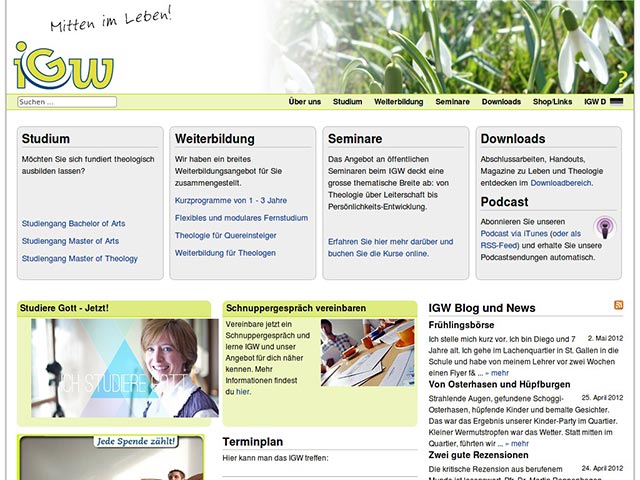 Mitten im Leben!
iGW
?
Suchen ...
Über uns Studium Weiterbildung Seminare Downloads Shop/Links IGW D
Studium
Möchten Sie sich fundiert theologisch
ausbilden lassen?
Studiengang Bachelor of Arts
Studiengang Master of Arts
Studiengang Master of Theology
Weiterbildung
Wir haben ein breites
Weiterbildungsangebot für Sie
zusammengestellt.
Kurzprogramme von 1 - 3 Jahre
Flexibles und modulares Fernstudium
Theologie für Quereinsteiger
Weiterbildung für Theologen
Seminare
Das Angebot an öffentlichen
Seminaren beim IGW deckt eine
grosse thematische Breite ab: von
Theologie über Leiterschaft bis
Persönlichkeits-Entwicklung.
Erfahren Sie hier mehr darüber und
buchen Sie die Kurse online.
Downloads
Abschlussarbeiten, Handouts,
Magazine zu Leben und Theologie
entdecken im Downloadbereich.
Podcast
Abonnieren Sie unseren
Podcast via iTunes (oder als
RSS-Feed) und erhalte Sie unsere
Podcastsendungen automatisch.
Studiere Gott - Jetzt!
ICH STUDIERE GOTT
Jede Spende zählt!
Schnuppergespräch vereinbaren
Vereinbare jetzt ein
Schnuppergespräch und
lerne IGW und unser
Angebot für dich näher
kennen. Mehr
Informationen findest
du hier.
Terminplan
Hier kann man das IGW treffen:
IGW Blog und News
Frühlingsbörse
Ich stelle mich kurz vor. Ich bin Diego und 7 2. Mai 2012
Jahre alt. Ich gehe im Lachenquartier in St. Gallen in die
Schule und habe von meinem Lehrer vor zwei Wochen
einen Flyer f& ... » mehr
Von Osterhasen und Hüpfburgen
Strahlende Augen, gefundene Schoggi- 25. April 2012
Osterhasen, hüpfende Kinder und bemalte Gesichter.
Das war das Ergebnis unserer Kinder-Party im Quartier.
Kleiner Wermutstropfen war das Wetter. Statt mitten im
Quartier, führten wir ... » mehr
Zwei gute Rezensionen
Die kritische Rezension aus berufenem 24. April 2012